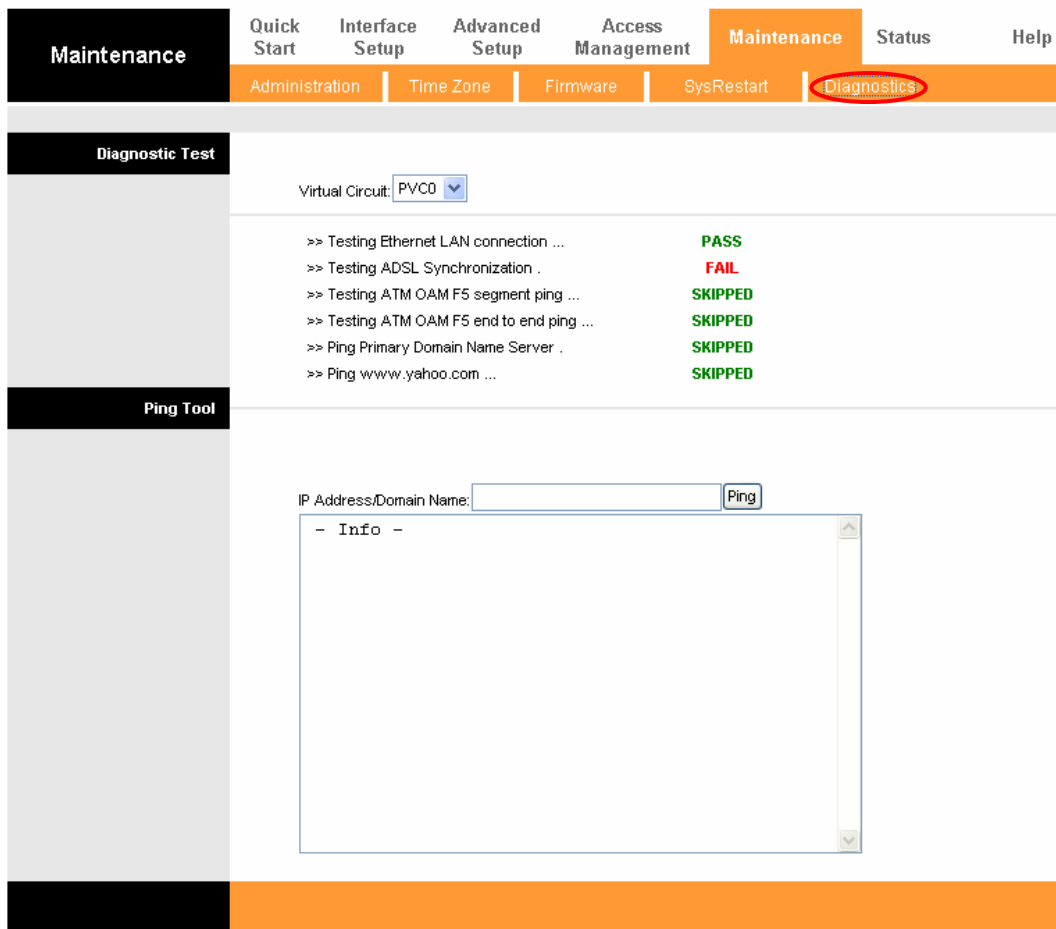 Maintenance
Quick Start
Interface Setup
Advanced Setup
Access Management
Maintenance
Status
Help
Administration
Time Zone
Firmware
SysRestart
Diagnostics
Diagnostic Test
Virtual Circuit: PVC0
>> Testing Ethernet LAN connection ... PASS
>> Testing ADSL Synchronization . FAIL
>> Testing ATM OAM F5 segment ping ... SKIPPED
>> Testing ATM OAM F5 end to end ping ... SKIPPED
>> Ping Primary Domain Name Server . SKIPPED
>> Ping www.yahoo.com ... SKIPPED
Ping Tool
IP Address/Domain Name: Ping
- Info -